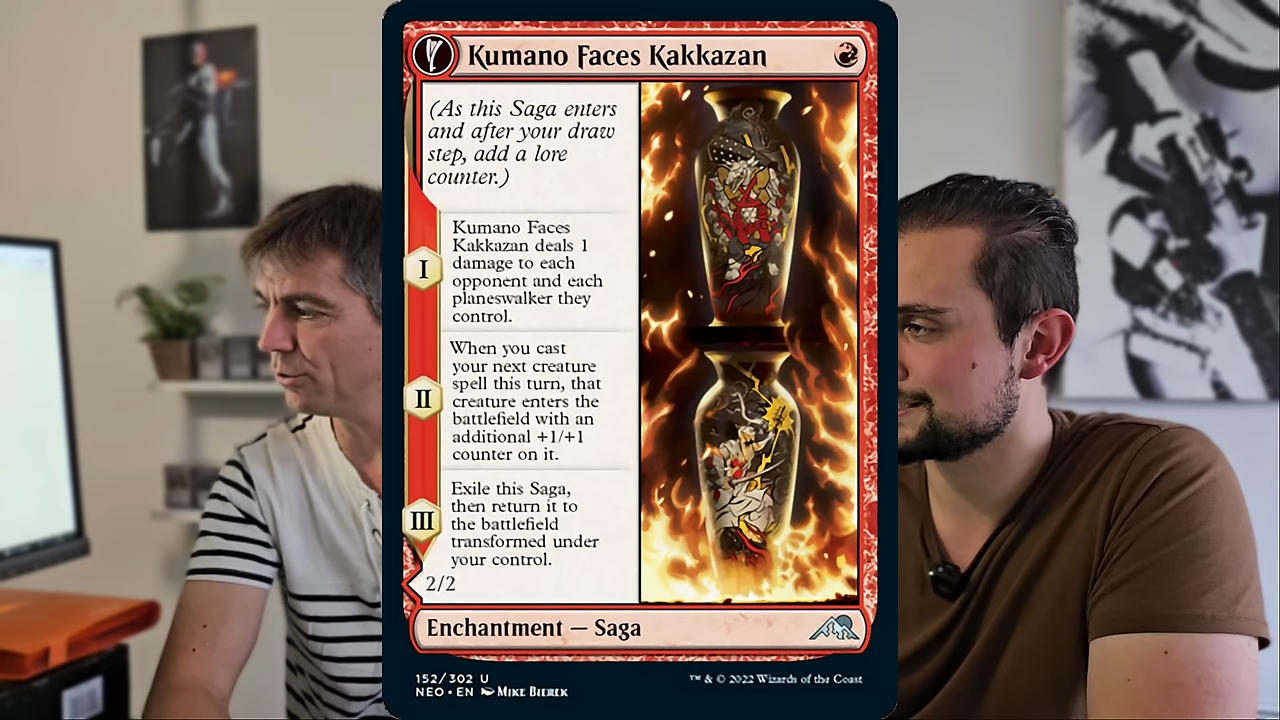 Kumano Faces Kakkazan
(As this Saga enters
and after your draw
step, add a lore
counter.)
I
Kumano Faces
Kakkazan deals 1
damage to each
opponent and each
planeswalker they
control.
II
When you cast
your next creature
spell this turn, that
creature enters the
battlefield with an
additional +1/+1
counter on it.
III
Exile this Saga,
then return it to
the battlefield
transformed under
your control.
2/2
Enchantment — Saga
152/302 U
NEO • EN Mike Bierek
™ & © 2022 Wizards of the Coast